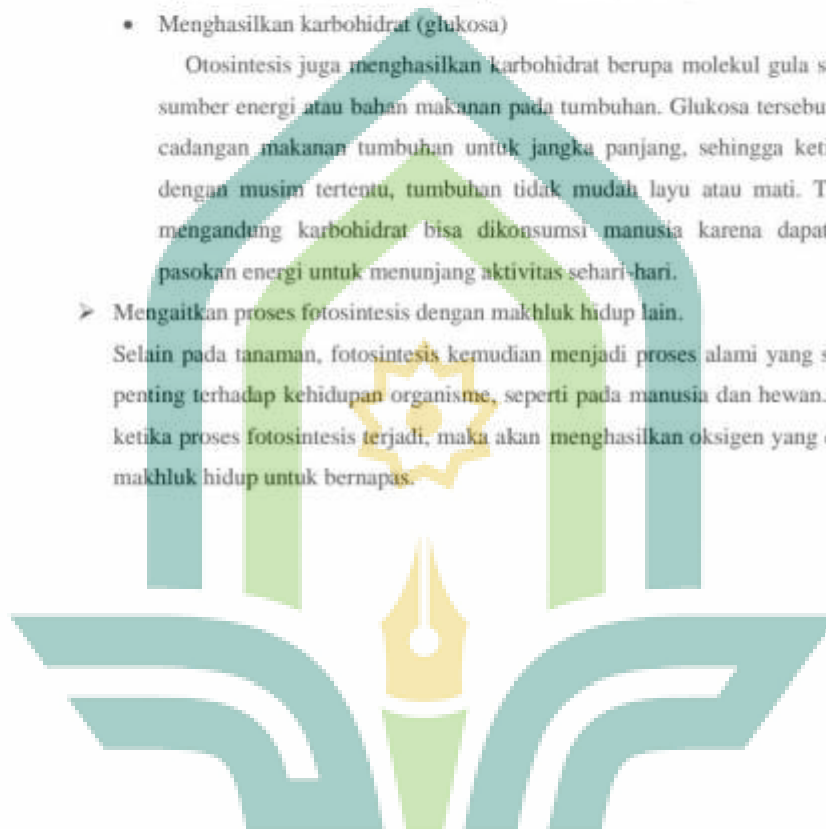 • Menghasilkan karbohidrat (glukosa)
Otosintesis juga menghasilkan karbohidrat berupa molekul gula s
sumber energi atau bahan makanan pada tumbuhan. Glukosa tersebu
cadangan makanan tumbuhan untuk jangka panjang, sehingga keti
dengan musim tertentu, tumbuhan tidak mudah layu atau mati. T
mengandung karbohidrat bisa dikonsumsi manusia karena dapat
pasokan energi untuk menunjang aktivitas sehari-hari.
➢ Mengaitkan proses fotosintesis dengan makhluk hidup lain.
Selain pada tanaman, fotosintesis kemudian menjadi proses alami yang s
penting terhadap kehidupan organisme, seperti pada manusia dan hewan.
ketika proses fotosintesis terjadi, maka akan menghasilkan oksigen yang
makhluk hidup untuk bernapas.